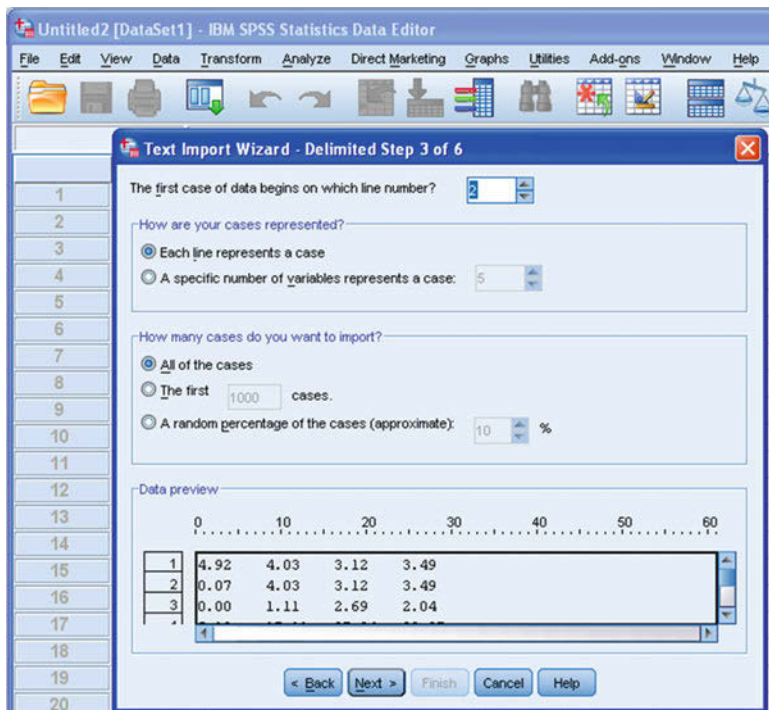 Untitled2 [DataSet1] - IBM SPSS Statistics Data Editor
File Edit View Data Transform Analyze Direct Marketing Graphs Utilities Add-ons Window Help
Text Import Wizard - Delimited Step 3 of 6
The first case of data begins on which line number? 2
How are your cases represented?
Each line represents a case
A specific number of variables represents a case: 5
How many cases do you want to import?
All of the cases
The first 1000 cases.
A random percentage of the cases (approximate): 10 %
Data preview
0 10 20 30 40 50 60
1 4.92 4.03 3.12 3.49
2 0.07 4.03 3.12 3.49
3 0.00 1.11 2.69 2.04
< Back Next > Finish Cancel Help
1
2
3
4
5
6
7
8
9
10
11
12
13
14
15
16
17
18
19
20